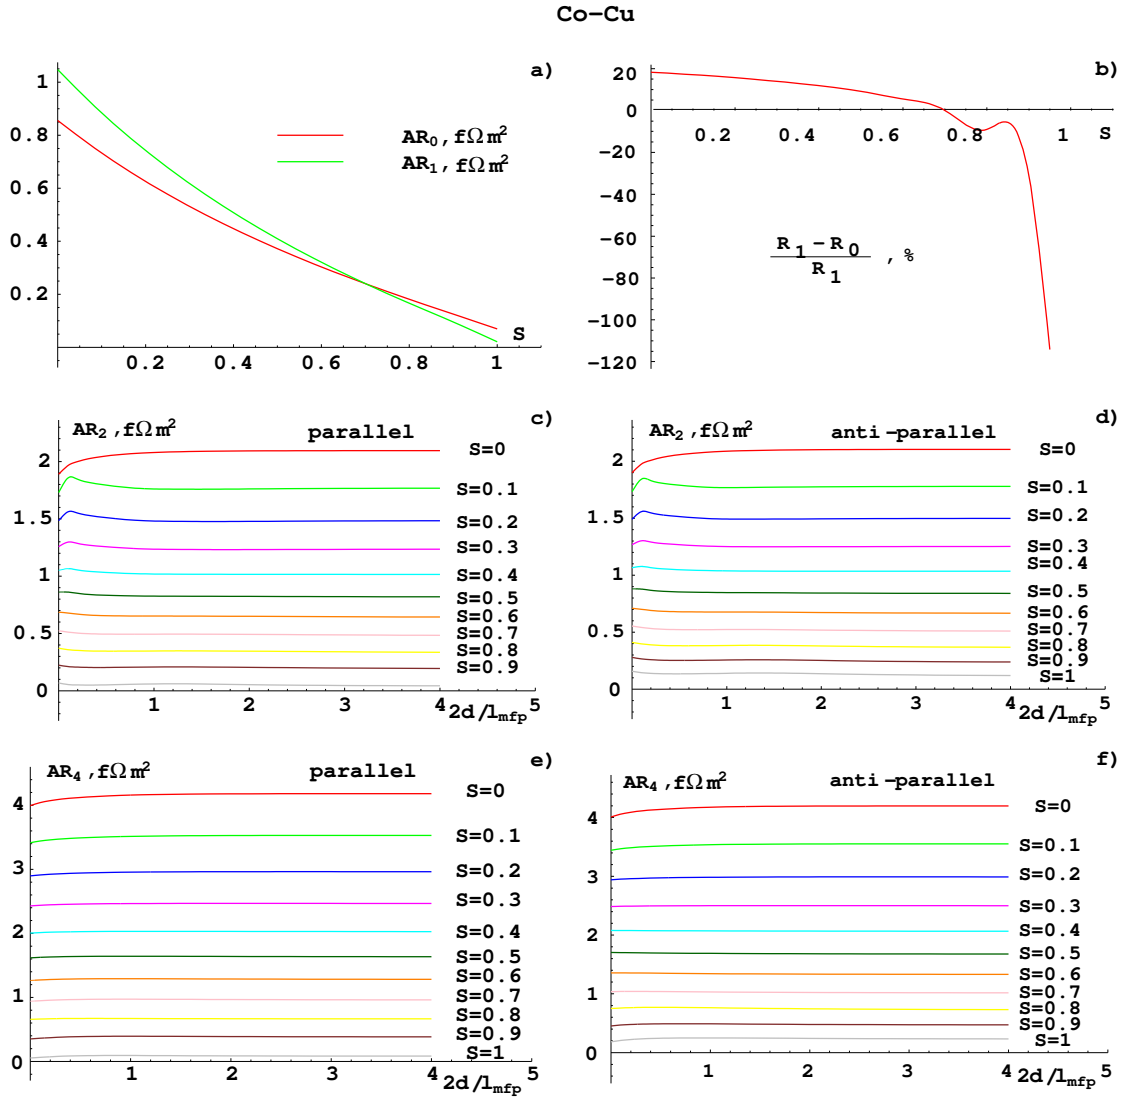 Co-Cu
a)
1
0.8
0.6
0.4
0.2
0.2 0.4 0.6 0.8 1
S
AR0, fΩm²
AR1, fΩm²
b)
20
0
-20
-40
-60
-80
-100
-120
0.2 0.4 0.6 0.8 1
S
R1-R0
R1
, %
c)
AR2, fΩm²
parallel
2
1.5
1
0.5
0
1 2 3 4 5
2d/lmfp
S=0
S=0.1
S=0.2
S=0.3
S=0.4
S=0.5
S=0.6
S=0.7
S=0.8
S=0.9
d)
AR2, fΩm²
anti-parallel
2
1.5
1
0.5
0
1 2 3 4 5
2d/lmfp
S=0
S=0.1
S=0.2
S=0.3
S=0.4
S=0.5
S=0.6
S=0.7
S=0.8
S=0.9
S=1
e)
AR4, fΩm²
parallel
4
3
2
1
0
1 2 3 4 5
2d/lmfp
S=0
S=0.1
S=0.2
S=0.3
S=0.4
S=0.5
S=0.6
S=0.7
S=0.8
S=0.9
S=1
f)
AR4, fΩm²
anti-parallel
4
3
2
1
0
1 2 3 4 5
2d/lmfp
S=0
S=0.1
S=0.2
S=0.3
S=0.4
S=0.5
S=0.6
S=0.7
S=0.8
S=0.9
S=1